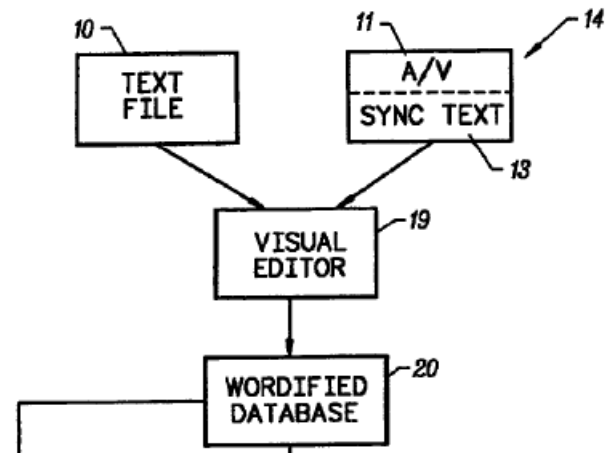 10
11
14
TEXT
FILE
A/V
SYNC TEXT
13
19
VISUAL
EDITOR
20
WORDIFIED
DATABASE